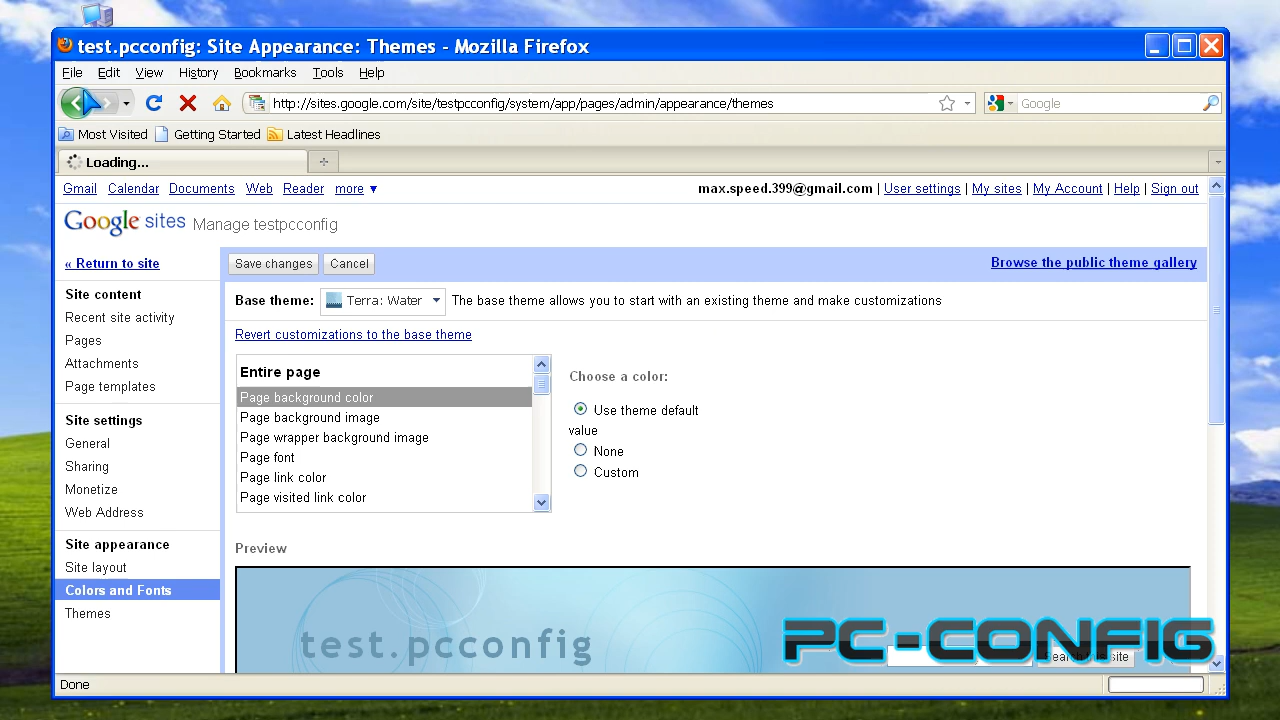 test.pcconfig: Site Appearance: Themes - Mozilla Firefox
File Edit View History Bookmarks Tools Help
http://sites.google.com/site/testpcconfig/system/app/pages/admin/appearance/themes
Google
Most Visited Getting Started Latest Headlines
Loading...
Gmail Calendar Documents Web Reader more ▼
max.speed.399@gmail.com | User settings | My sites | My Account | Help | Sign out
Google sites Manage testpcconfig
« Return to site
Site content
Recent site activity
Pages
Attachments
Page templates
Site settings
General
Sharing
Monetize
Web Address
Site appearance
Site layout
Colors and Fonts
Themes
Save changes Cancel
Browse the public theme gallery
Base theme: Terra: Water The base theme allows you to start with an existing theme and make customizations
Revert customizations to the base theme
Entire page
Page background color
Page background image
Page wrapper background image
Page font
Page link color
Page visited link color
Choose a color:
Use theme default
value
None
Custom
Preview
test.pcconfig
Search this site
PC-CONFIG
Done